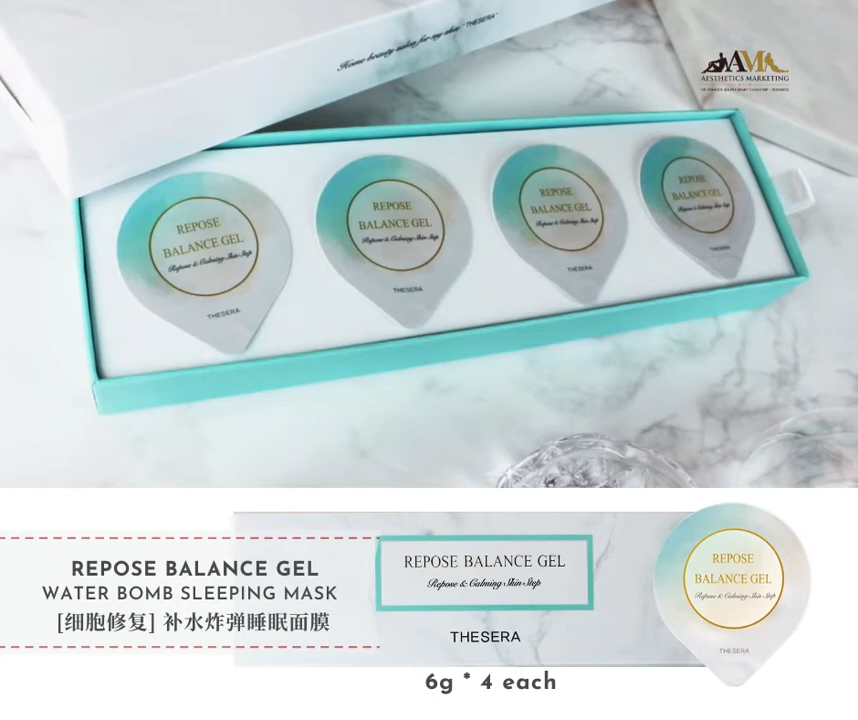 Home beauty salon for my skin "THESERA"
AMA
AESTHETICS MARKETING
REPOSE
BALANCE GEL
Repose & Calming Skin Step
THESERA
REPOSE
BALANCE GEL
Repose & Calming Skin Step
THESERA
REPOSE
BALANCE GEL
Repose & Calming Skin Step
THESERA
REPOSE
BALANCE GEL
Repose & Calming Skin Step
THESERA
REPOSE BALANCE GEL
WATER BOMB SLEEPING MASK
[细胞修复] 补水炸弹睡眠面膜
REPOSE BALANCE GEL
Repose & Calming Skin Step
THESERA
6g * 4 each
REPOSE
BALANCE GEL
Repose & Calming Skin Step
THESERA